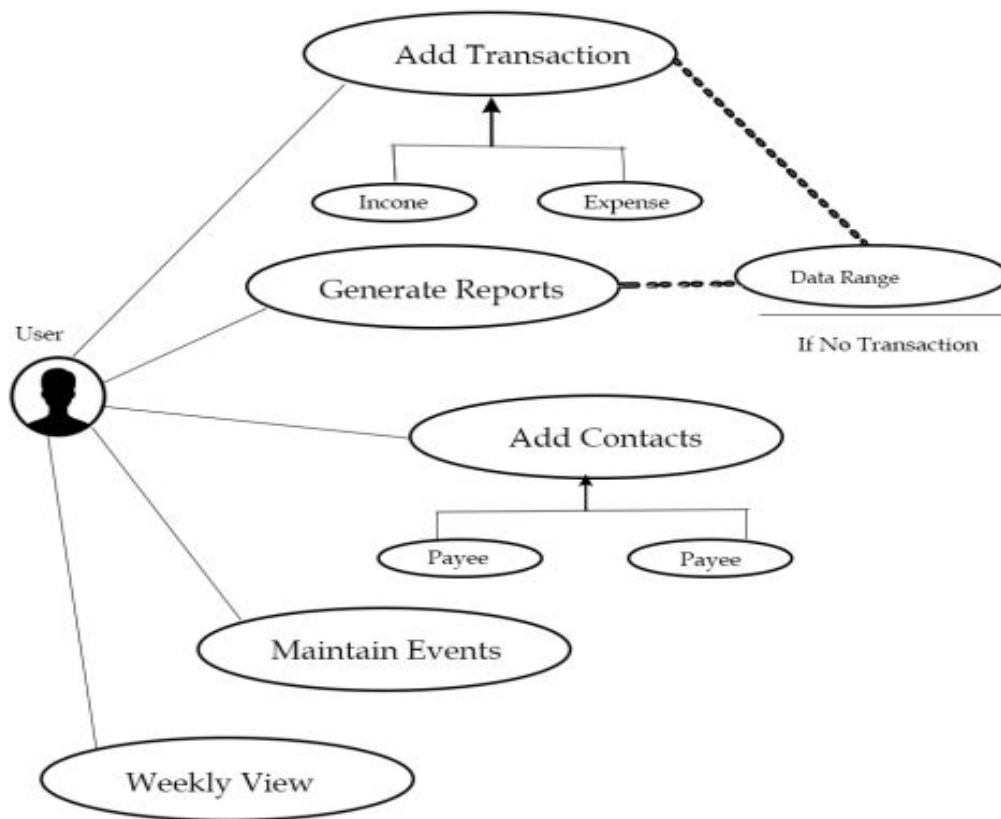 Add Transaction
Incone
Expense
Generate Reports
Data Range
If No Transaction
User
Add Contacts
Payee
Payee
Maintain Events
Weekly View